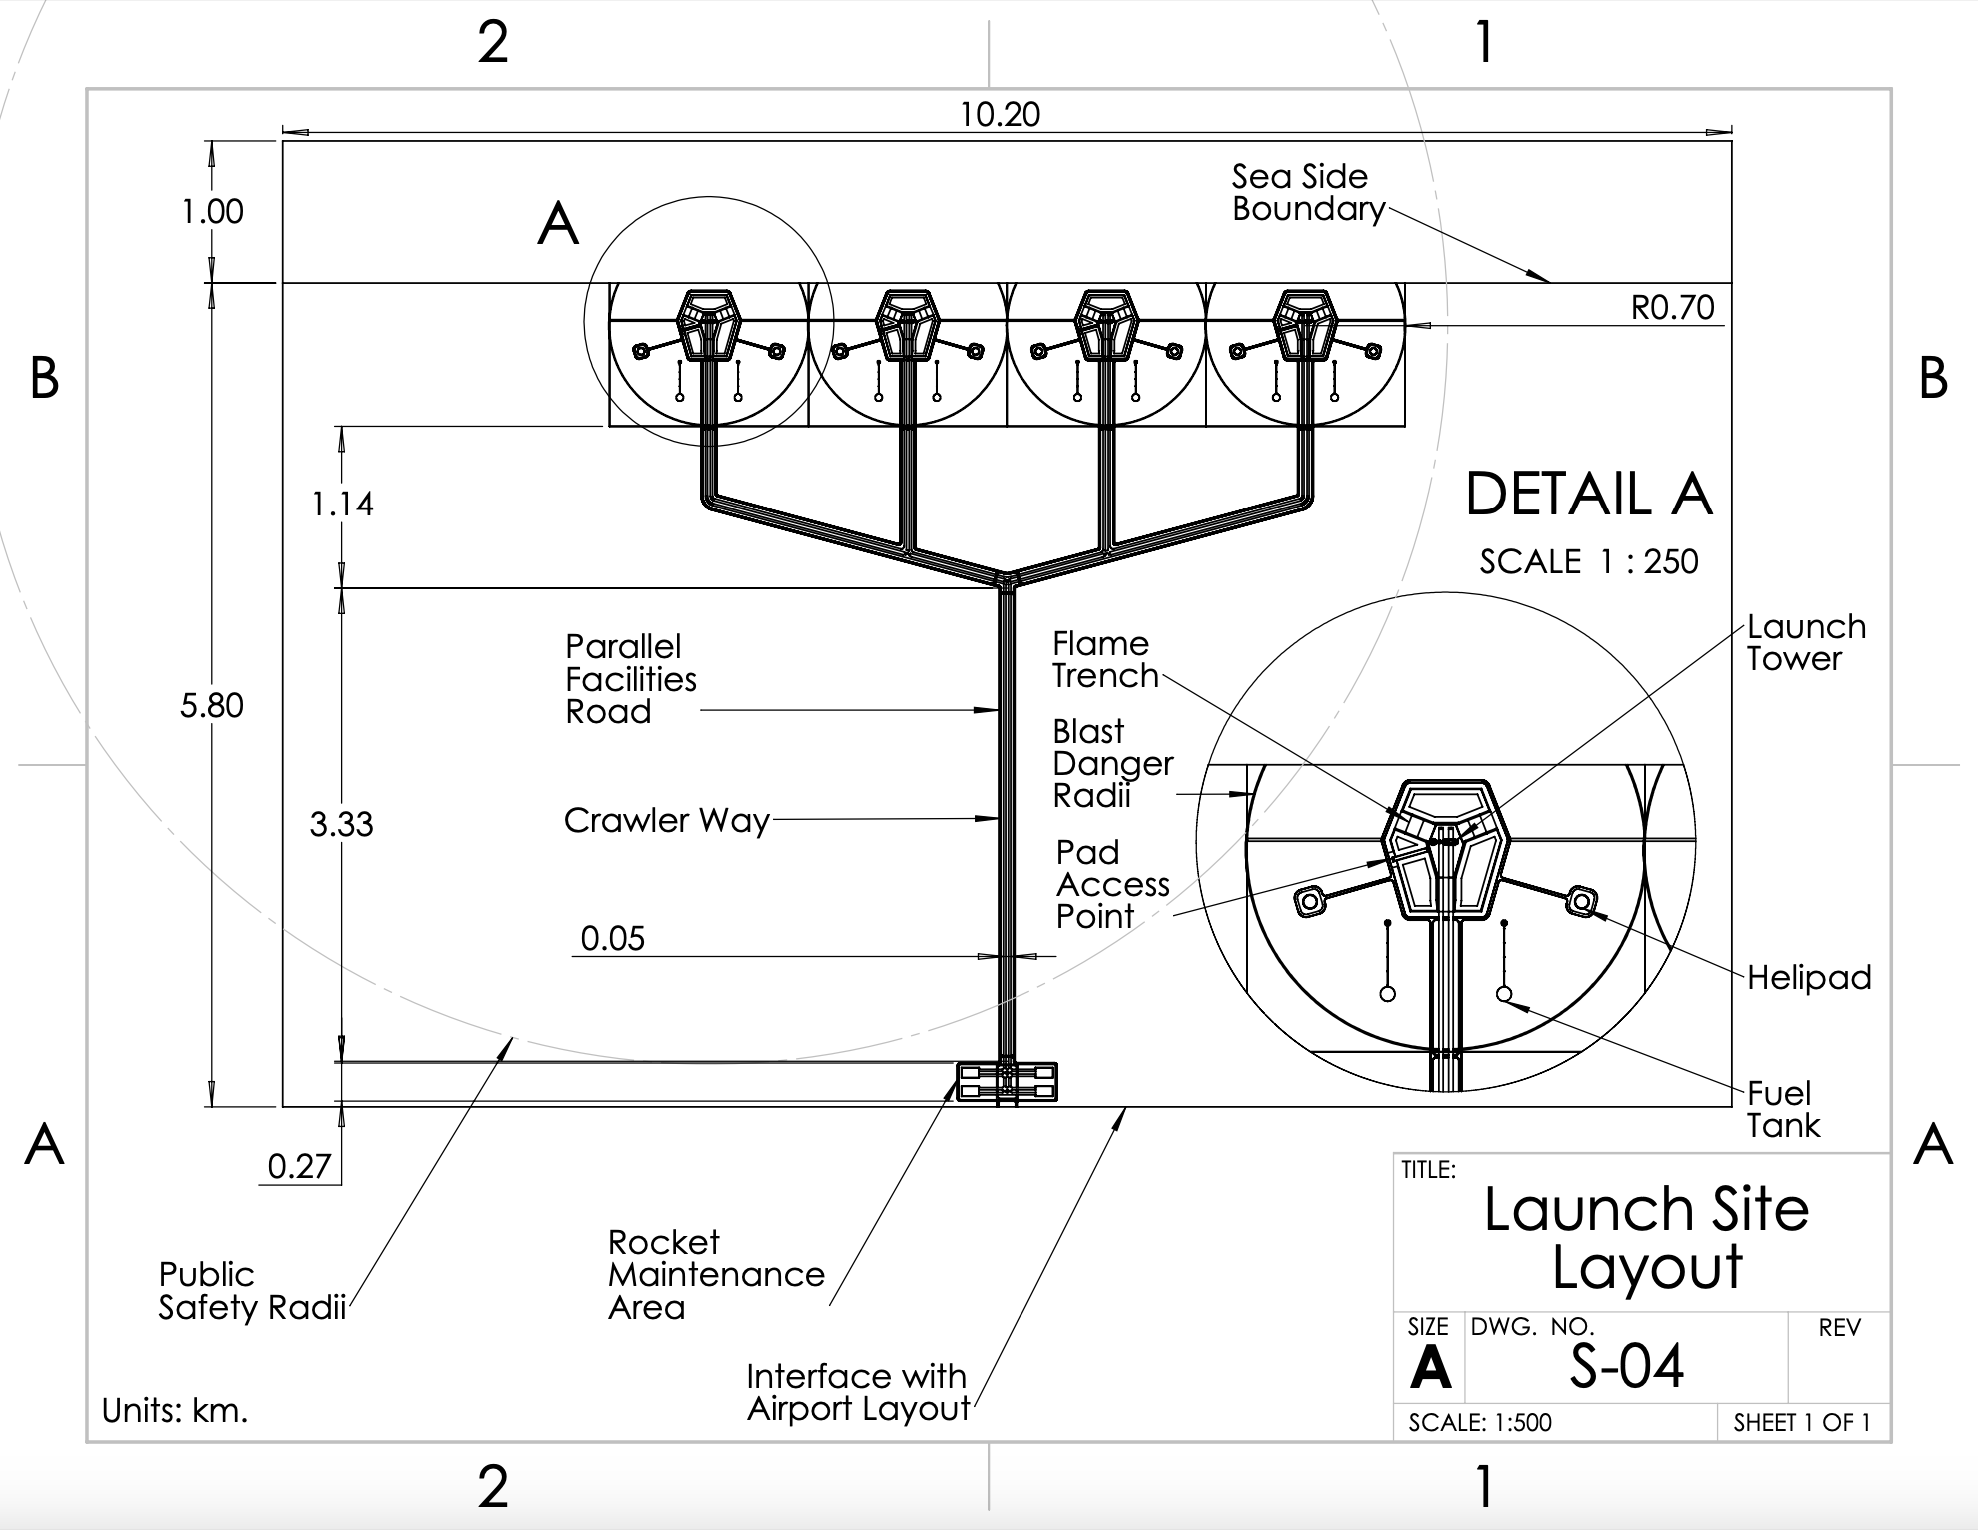 2
1
10.20
Sea Side
Boundary
1.00
A
R0.70
B
B
1.14
DETAIL A
SCALE 1 : 250
Parallel
Facilities
Road
Flame
Trench
Launch
Tower
5.80
Blast
Danger
Radii
3.33
Crawler Way
Pad
Access
Point
0.05
Helipad
Fuel
Tank
A
A
0.27
TITLE:
Launch Site
Layout
Rocket
Maintenance
Area
Public
Safety Radii
SIZE
A
DWG. NO.
S-04
REV
Interface with
Airport Layout
Units: km.
SCALE: 1:500
SHEET 1 OF 1
2
1